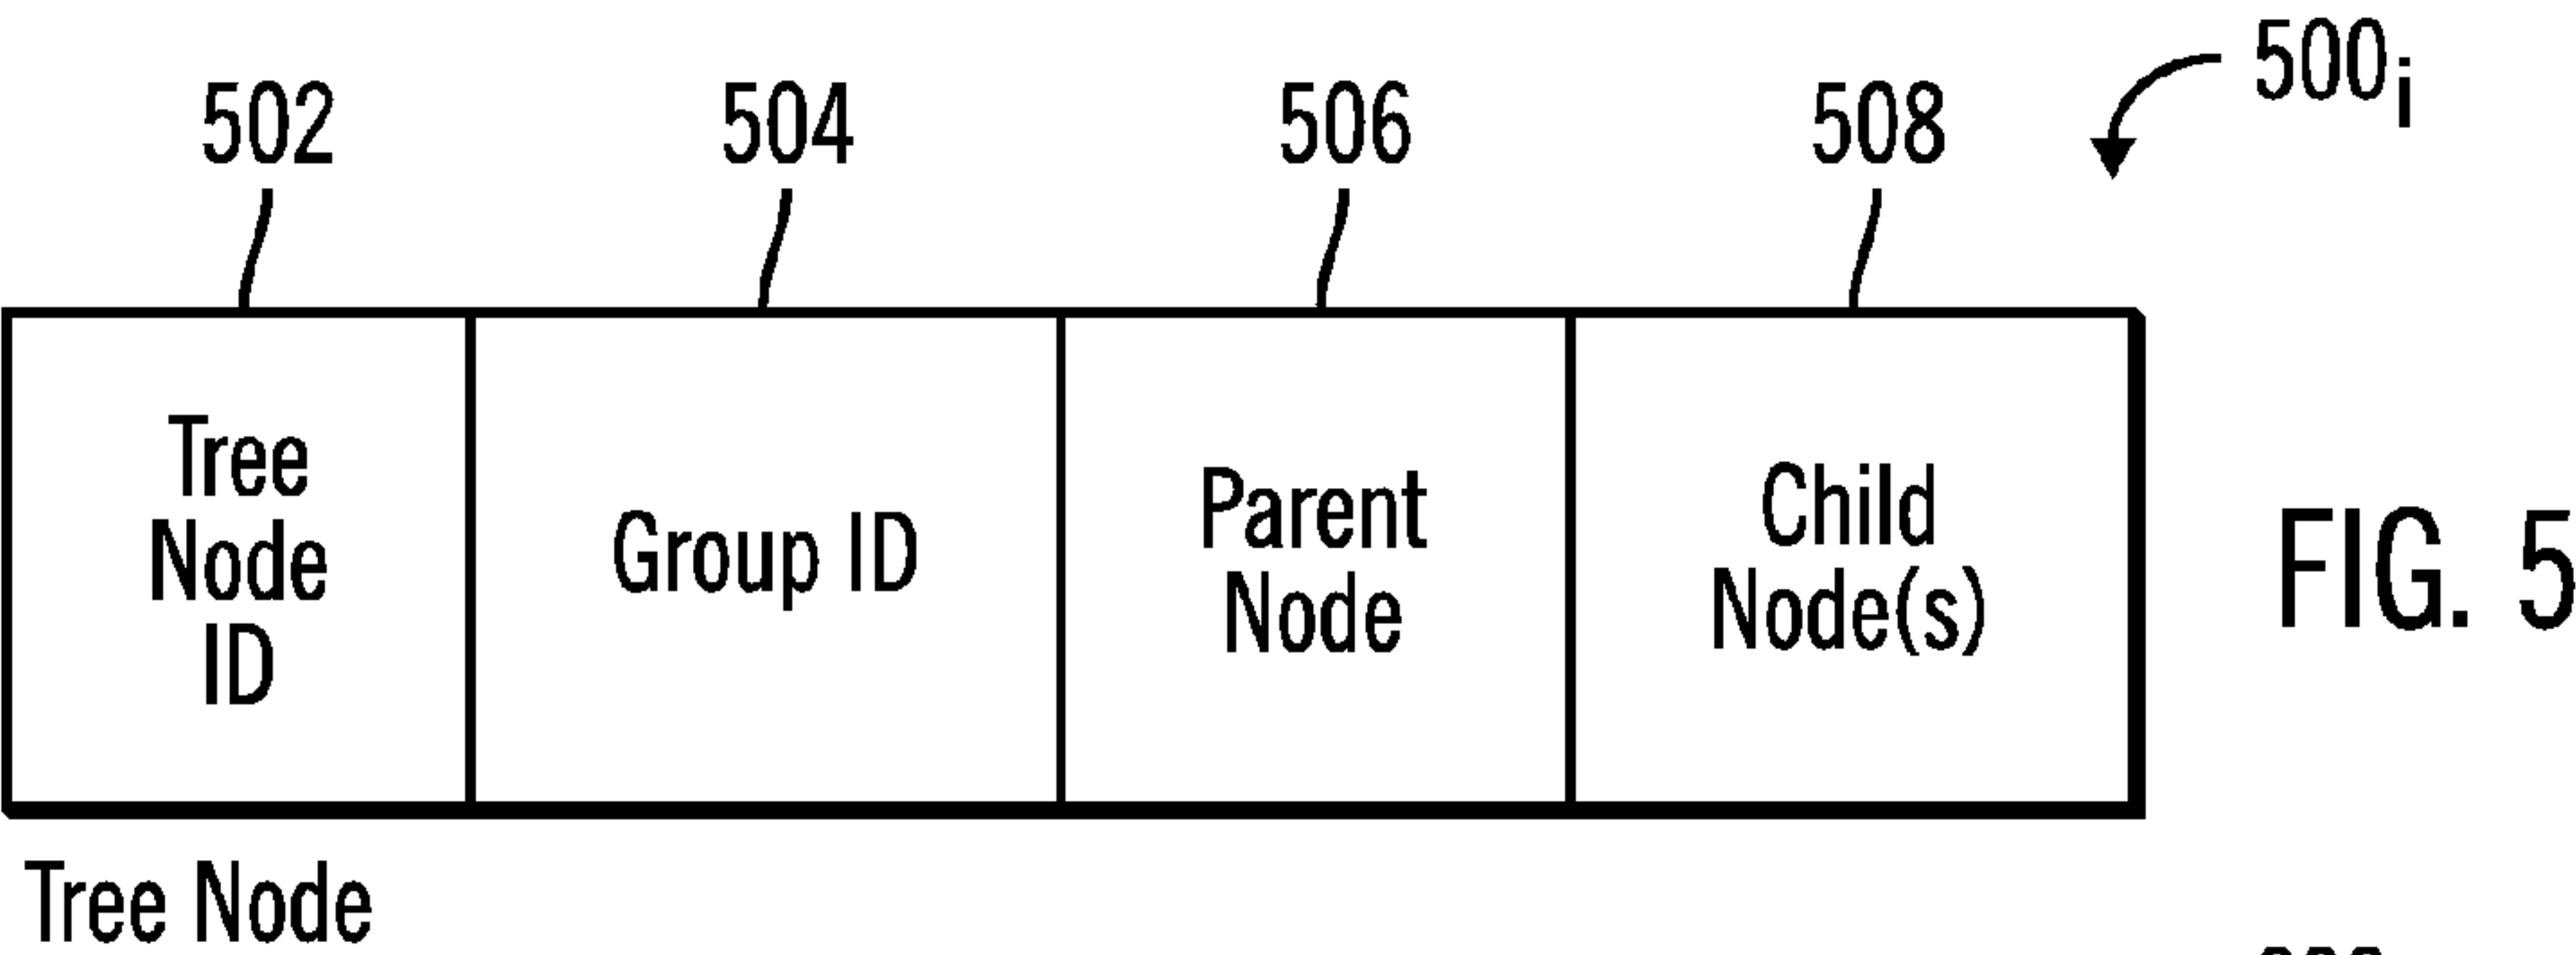 500i
502 504 506 508
Tree
Node
ID
Group ID
Parent
Node
Child
Node(s)
FIG. 5
Tree Node